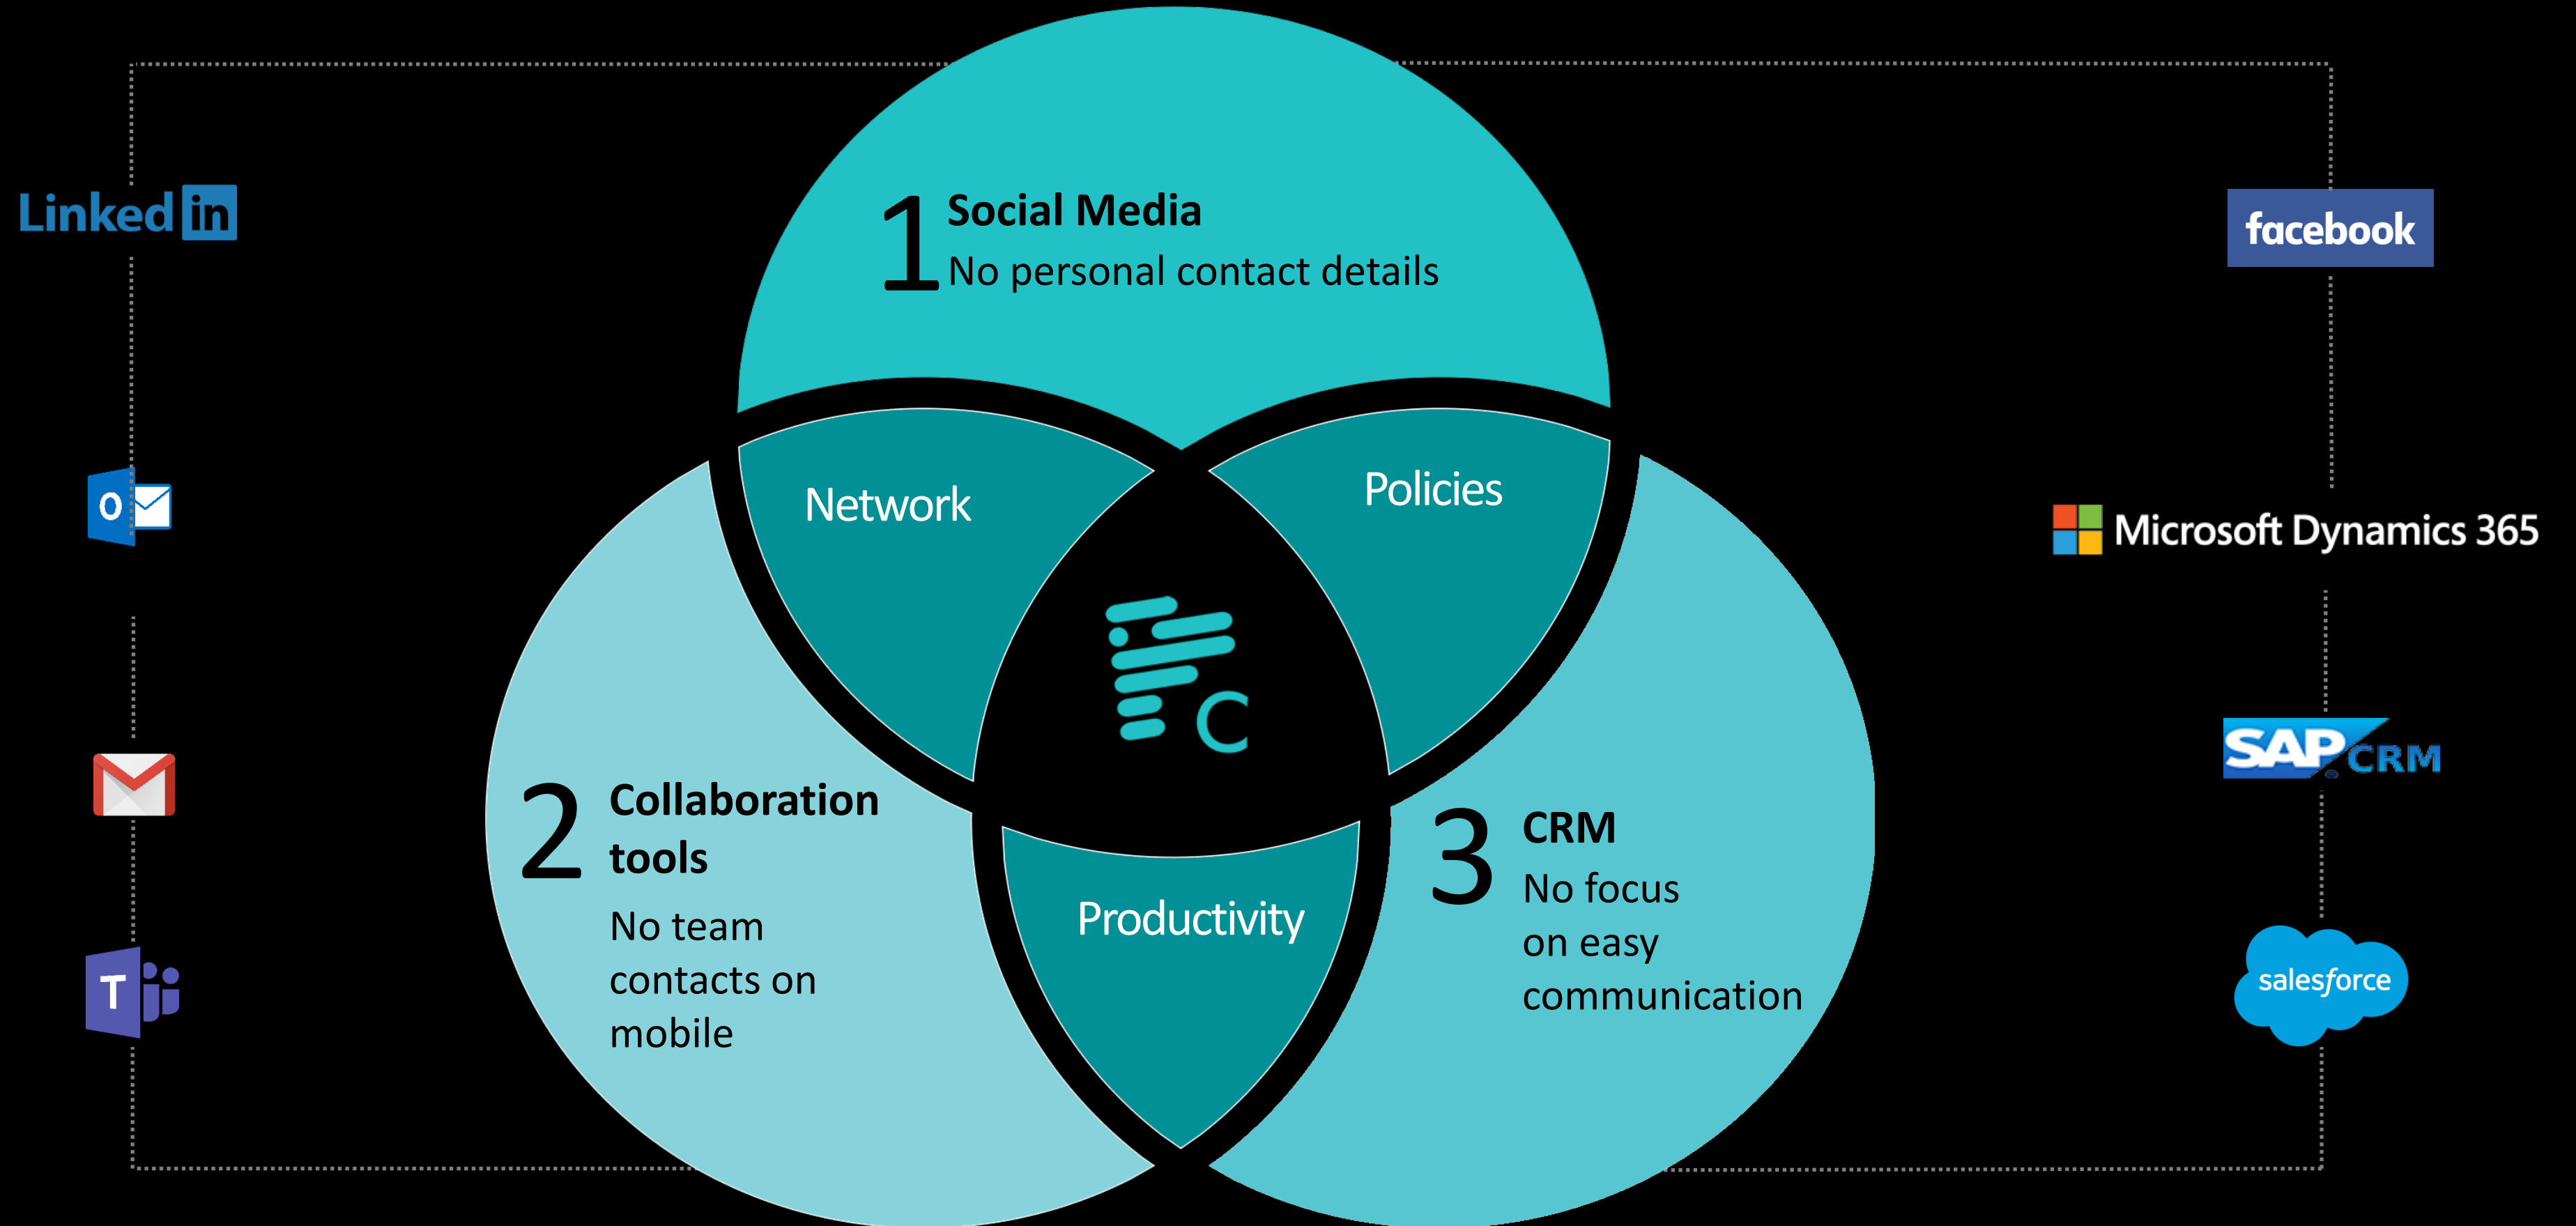 1
Social Media
No personal contact details
Linked in
facebook
Network
Policies
O
Microsoft Dynamics 365
C
SAP CRM
2
Collaboration
tools
No team
contacts on
mobile
3
CRM
No focus
on easy
communication
Productivity
T
salesforce